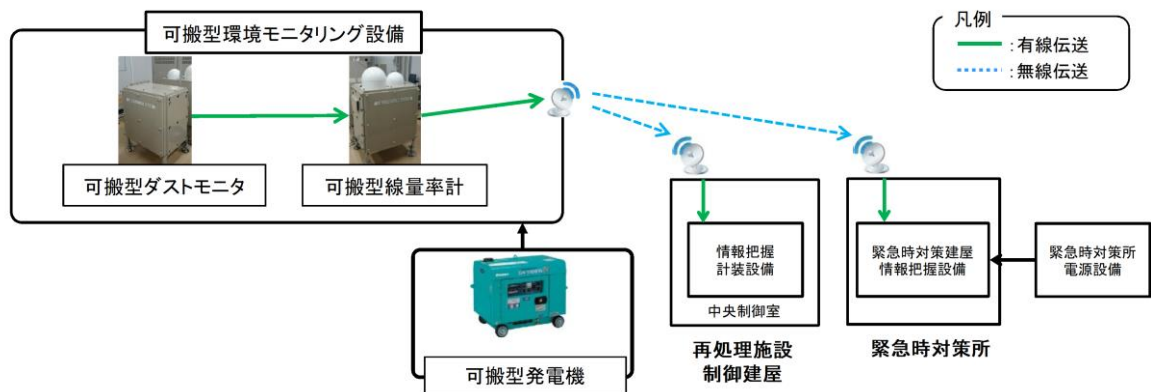 可搬型環境モニタリング設備
凡例
:有線伝送
:無線伝送
可搬型ダストモニタ
可搬型線量率計
情報把握
計装設備
中央制御室
再処理施設
制御建屋
緊急時対策建屋
情報把握設備
緊急時対策所
緊急時対策所
電源設備
可搬型発電機